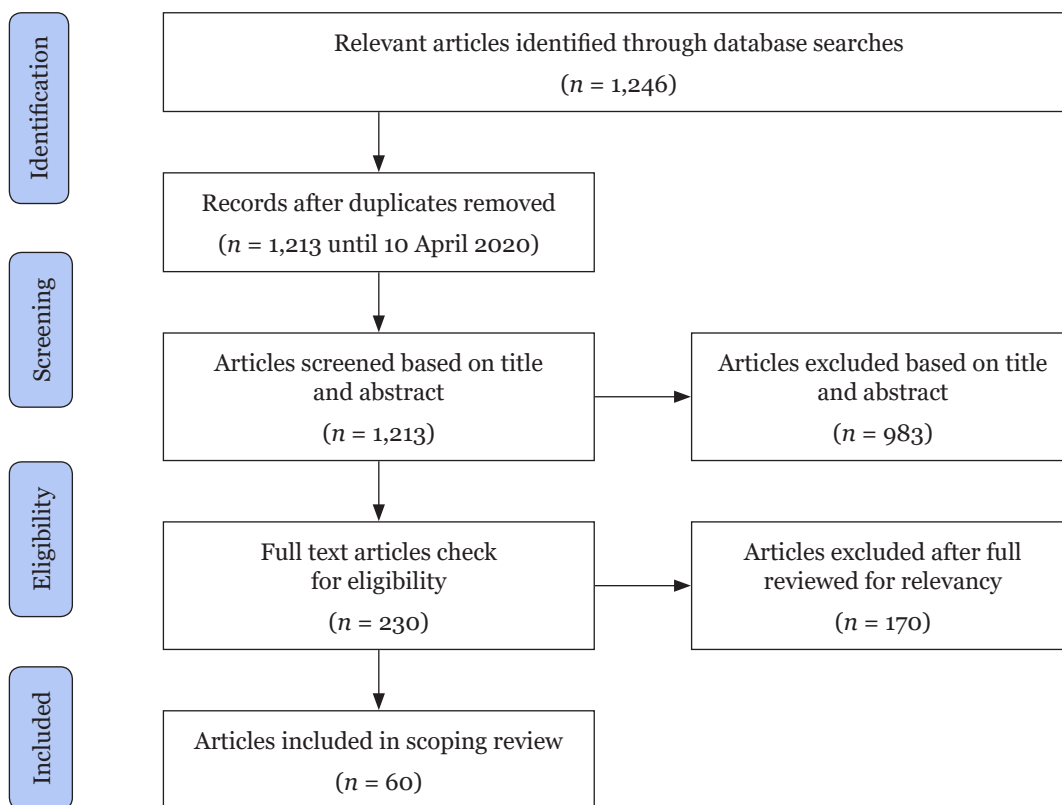 Identification
Relevant articles identified through database searches
(n = 1,246)
Records after duplicates removed
(n = 1,213 until 10 April 2020)
Screening
Articles screened based on title
and abstract
(n = 1,213)
Articles excluded based on title
and abstract
(n = 983)
Eligibility
Full text articles check
for eligibility
(n = 230)
Articles excluded after full
reviewed for relevancy
(n = 170)
Included
Articles included in scoping review
(n = 60)